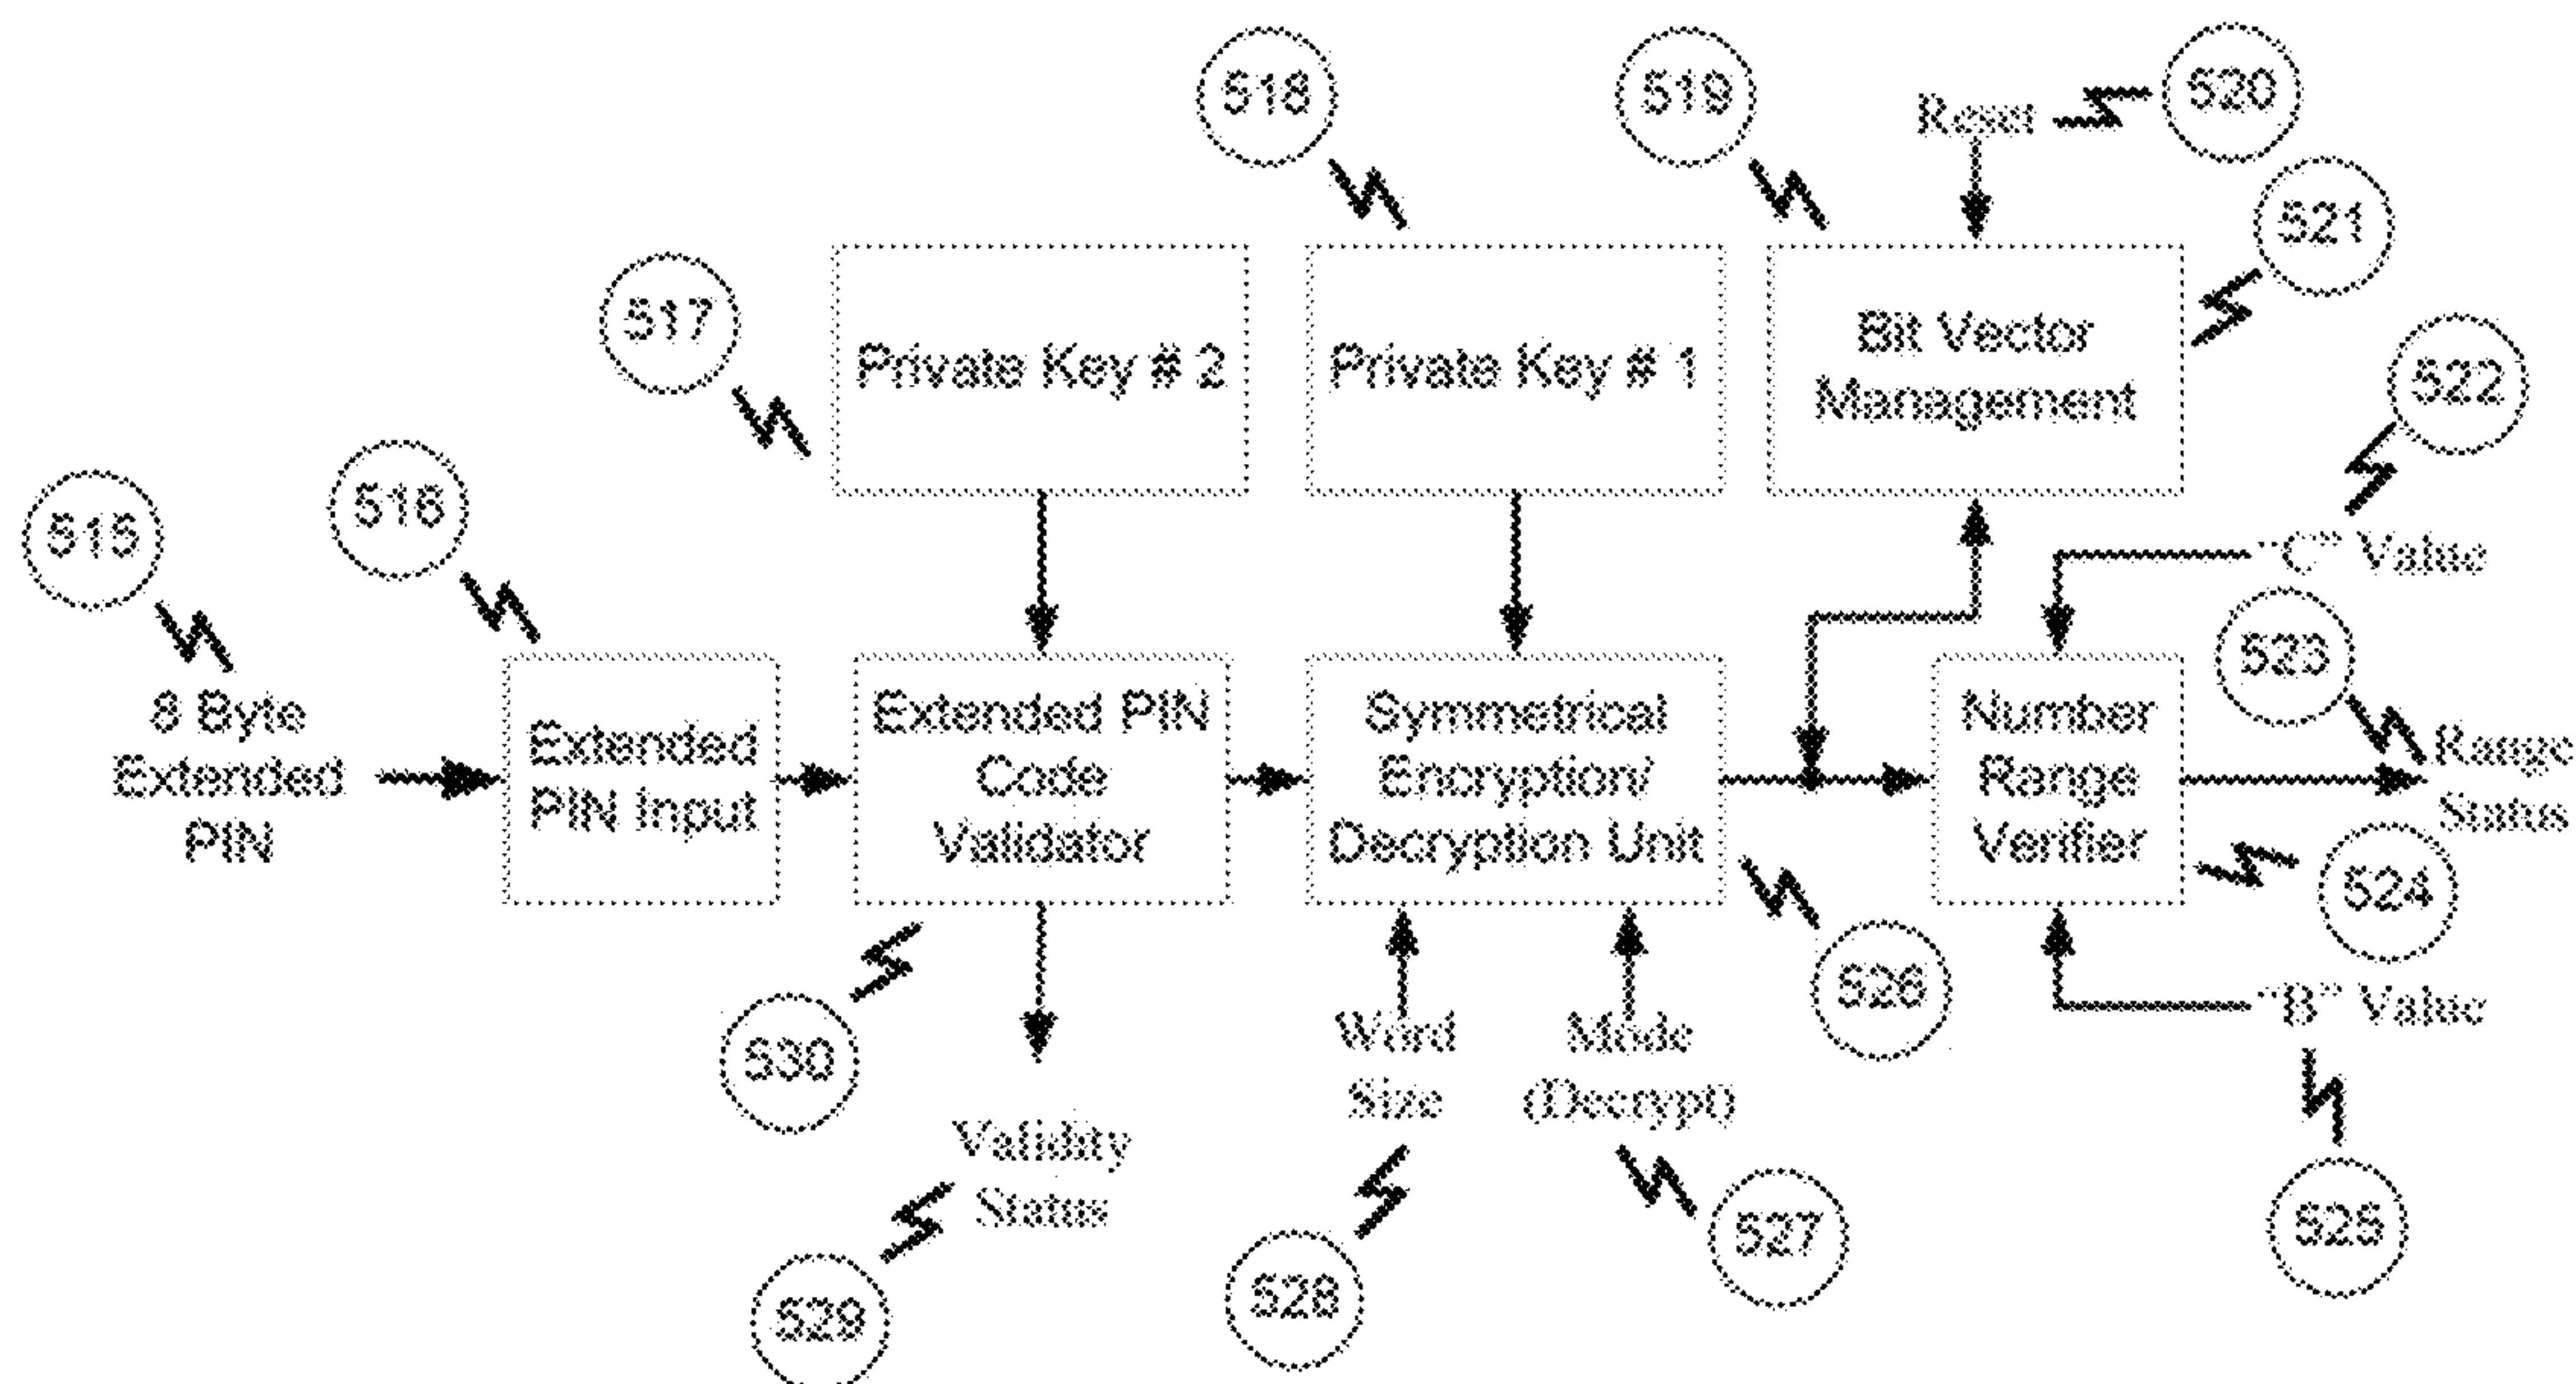 518
519
Reset
520
521
517
Private Key # 2
Private Key # 1
Bit Vector
Management
522
515
516
"C" Value
523
8 Byte
Extended
PIN
Extended
PIN Input
Extended PIN
Code
Validator
Symmetrical
Encryption/
Decryption Unit
Number
Range
Verifier
Range
Status
524
530
526
Word
Size
Mode
(Decrypt)
"B" Value
Validity
Status
529
528
527
525